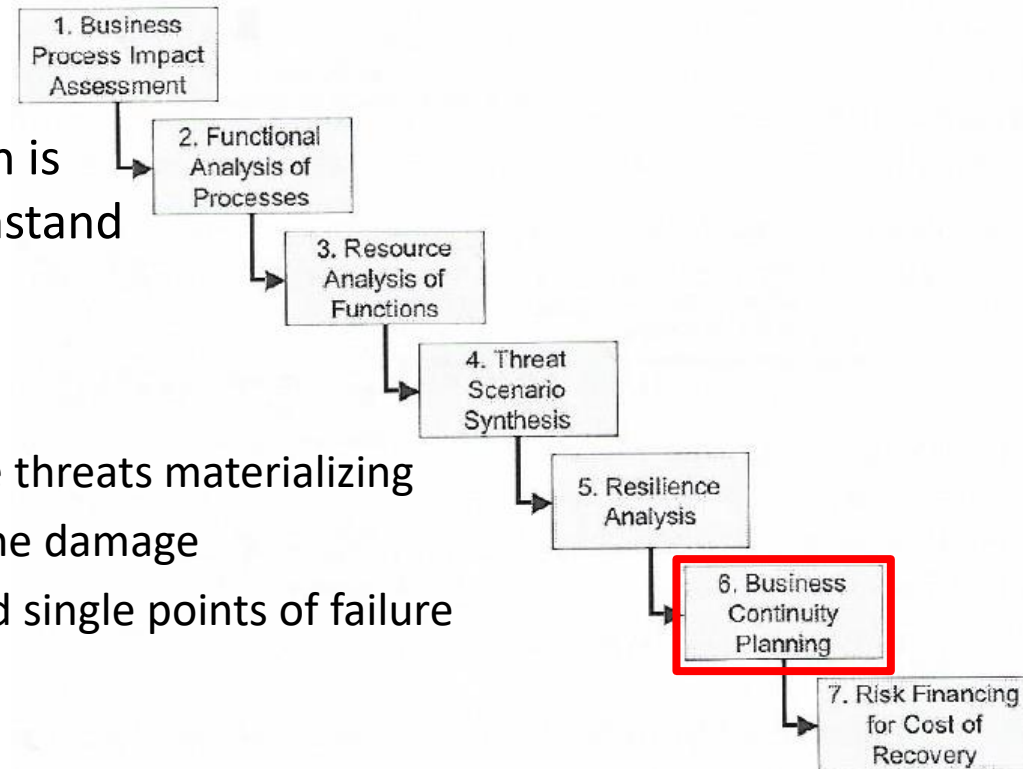 1. Business
Process Impact
Assessment
2. Functional
Analysis of
Processes
n is
nstand
3. Resource
Analysis of
Functions
4. Threat
Scenario
Synthesis
e threats materializing
5. Resilience
Analysis
ne damage
d single points of failure
6. Business
Continuity
Planning
7. Risk Financing
for Cost of
Recovery